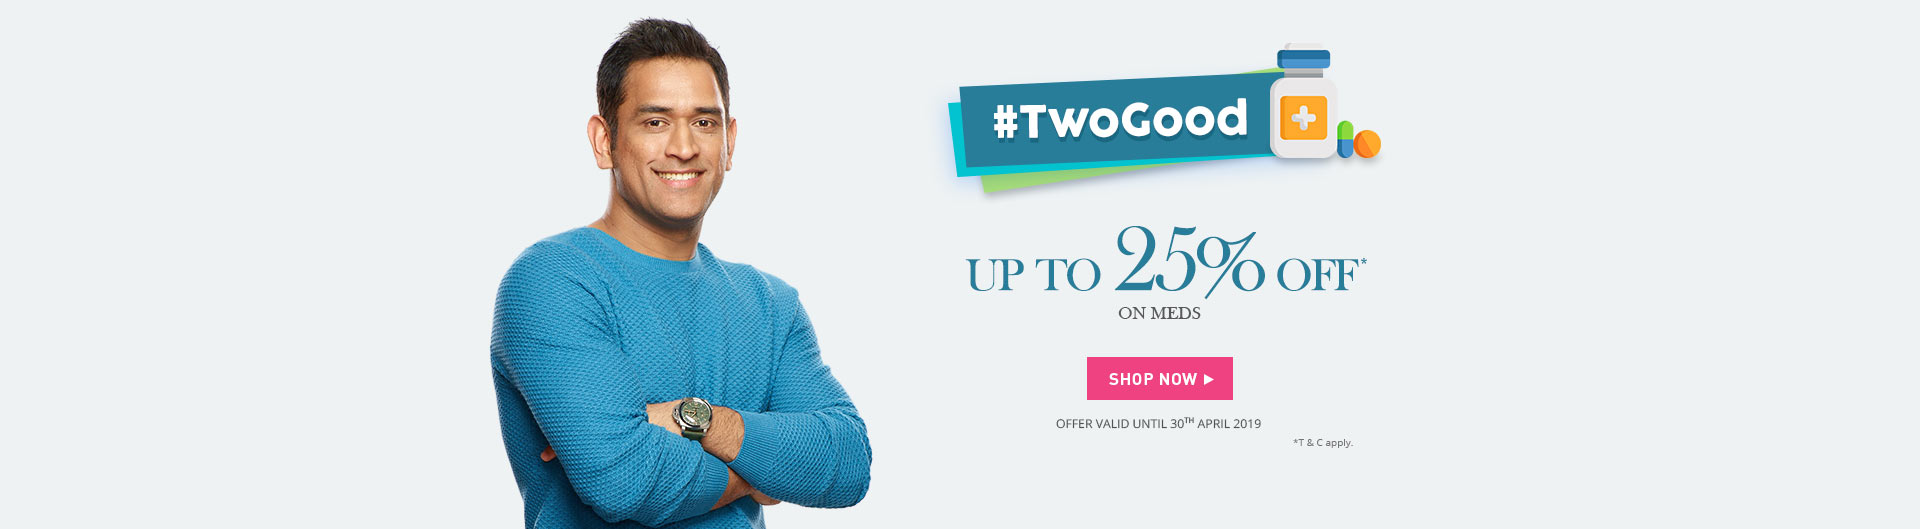 #TwoGood
UP TO 25% OFF*
ON MEDS
SHOP NOW ▶
OFFER VALID UNTIL 30TH APRIL 2019
*T & C apply.